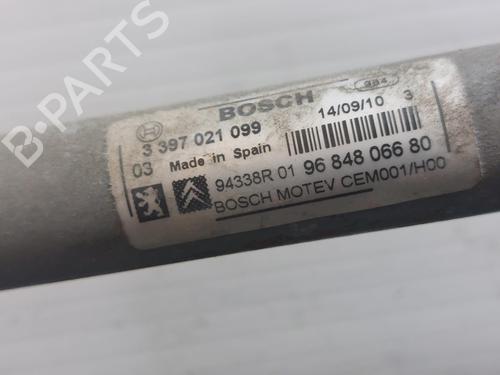 BOSCH
GB4
3 397 021 099
14/09/10 3
03 Made in Spain
94338R 01 96 848 066 80
BOSCH MOTEV CEM001/H00
B-PARTS